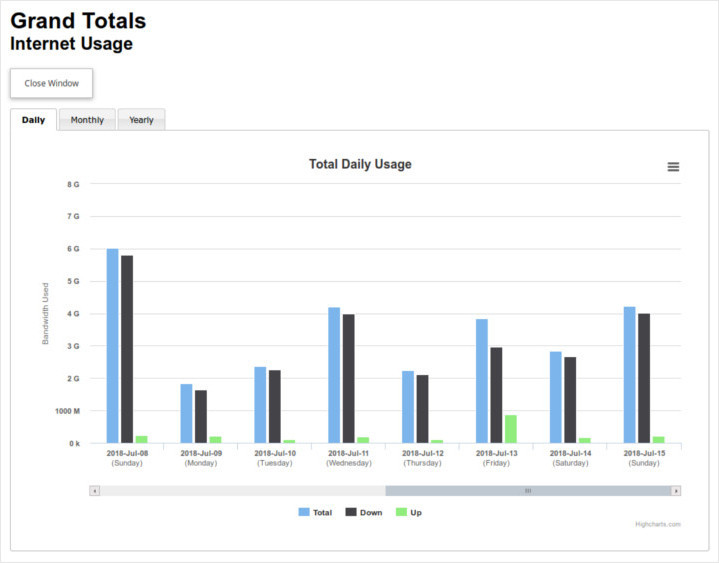 Grand Totals
Internet Usage
Close Window
Daily Monthly Yearly
Total Daily Usage
8 G
7 G
6 G
5 G
4 G
3 G
2 G
1000 M
0 k
Bandwidth Used
2018-Jul-08 2018-Jul-09 2018-Jul-10 2018-Jul-11 2018-Jul-12 2018-Jul-13 2018-Jul-14 2018-Jul-15
(Sunday) (Monday) (Tuesday) (Wednesday) (Thursday) (Friday) (Saturday) (Sunday)
Total Down Up
Highcharts.com